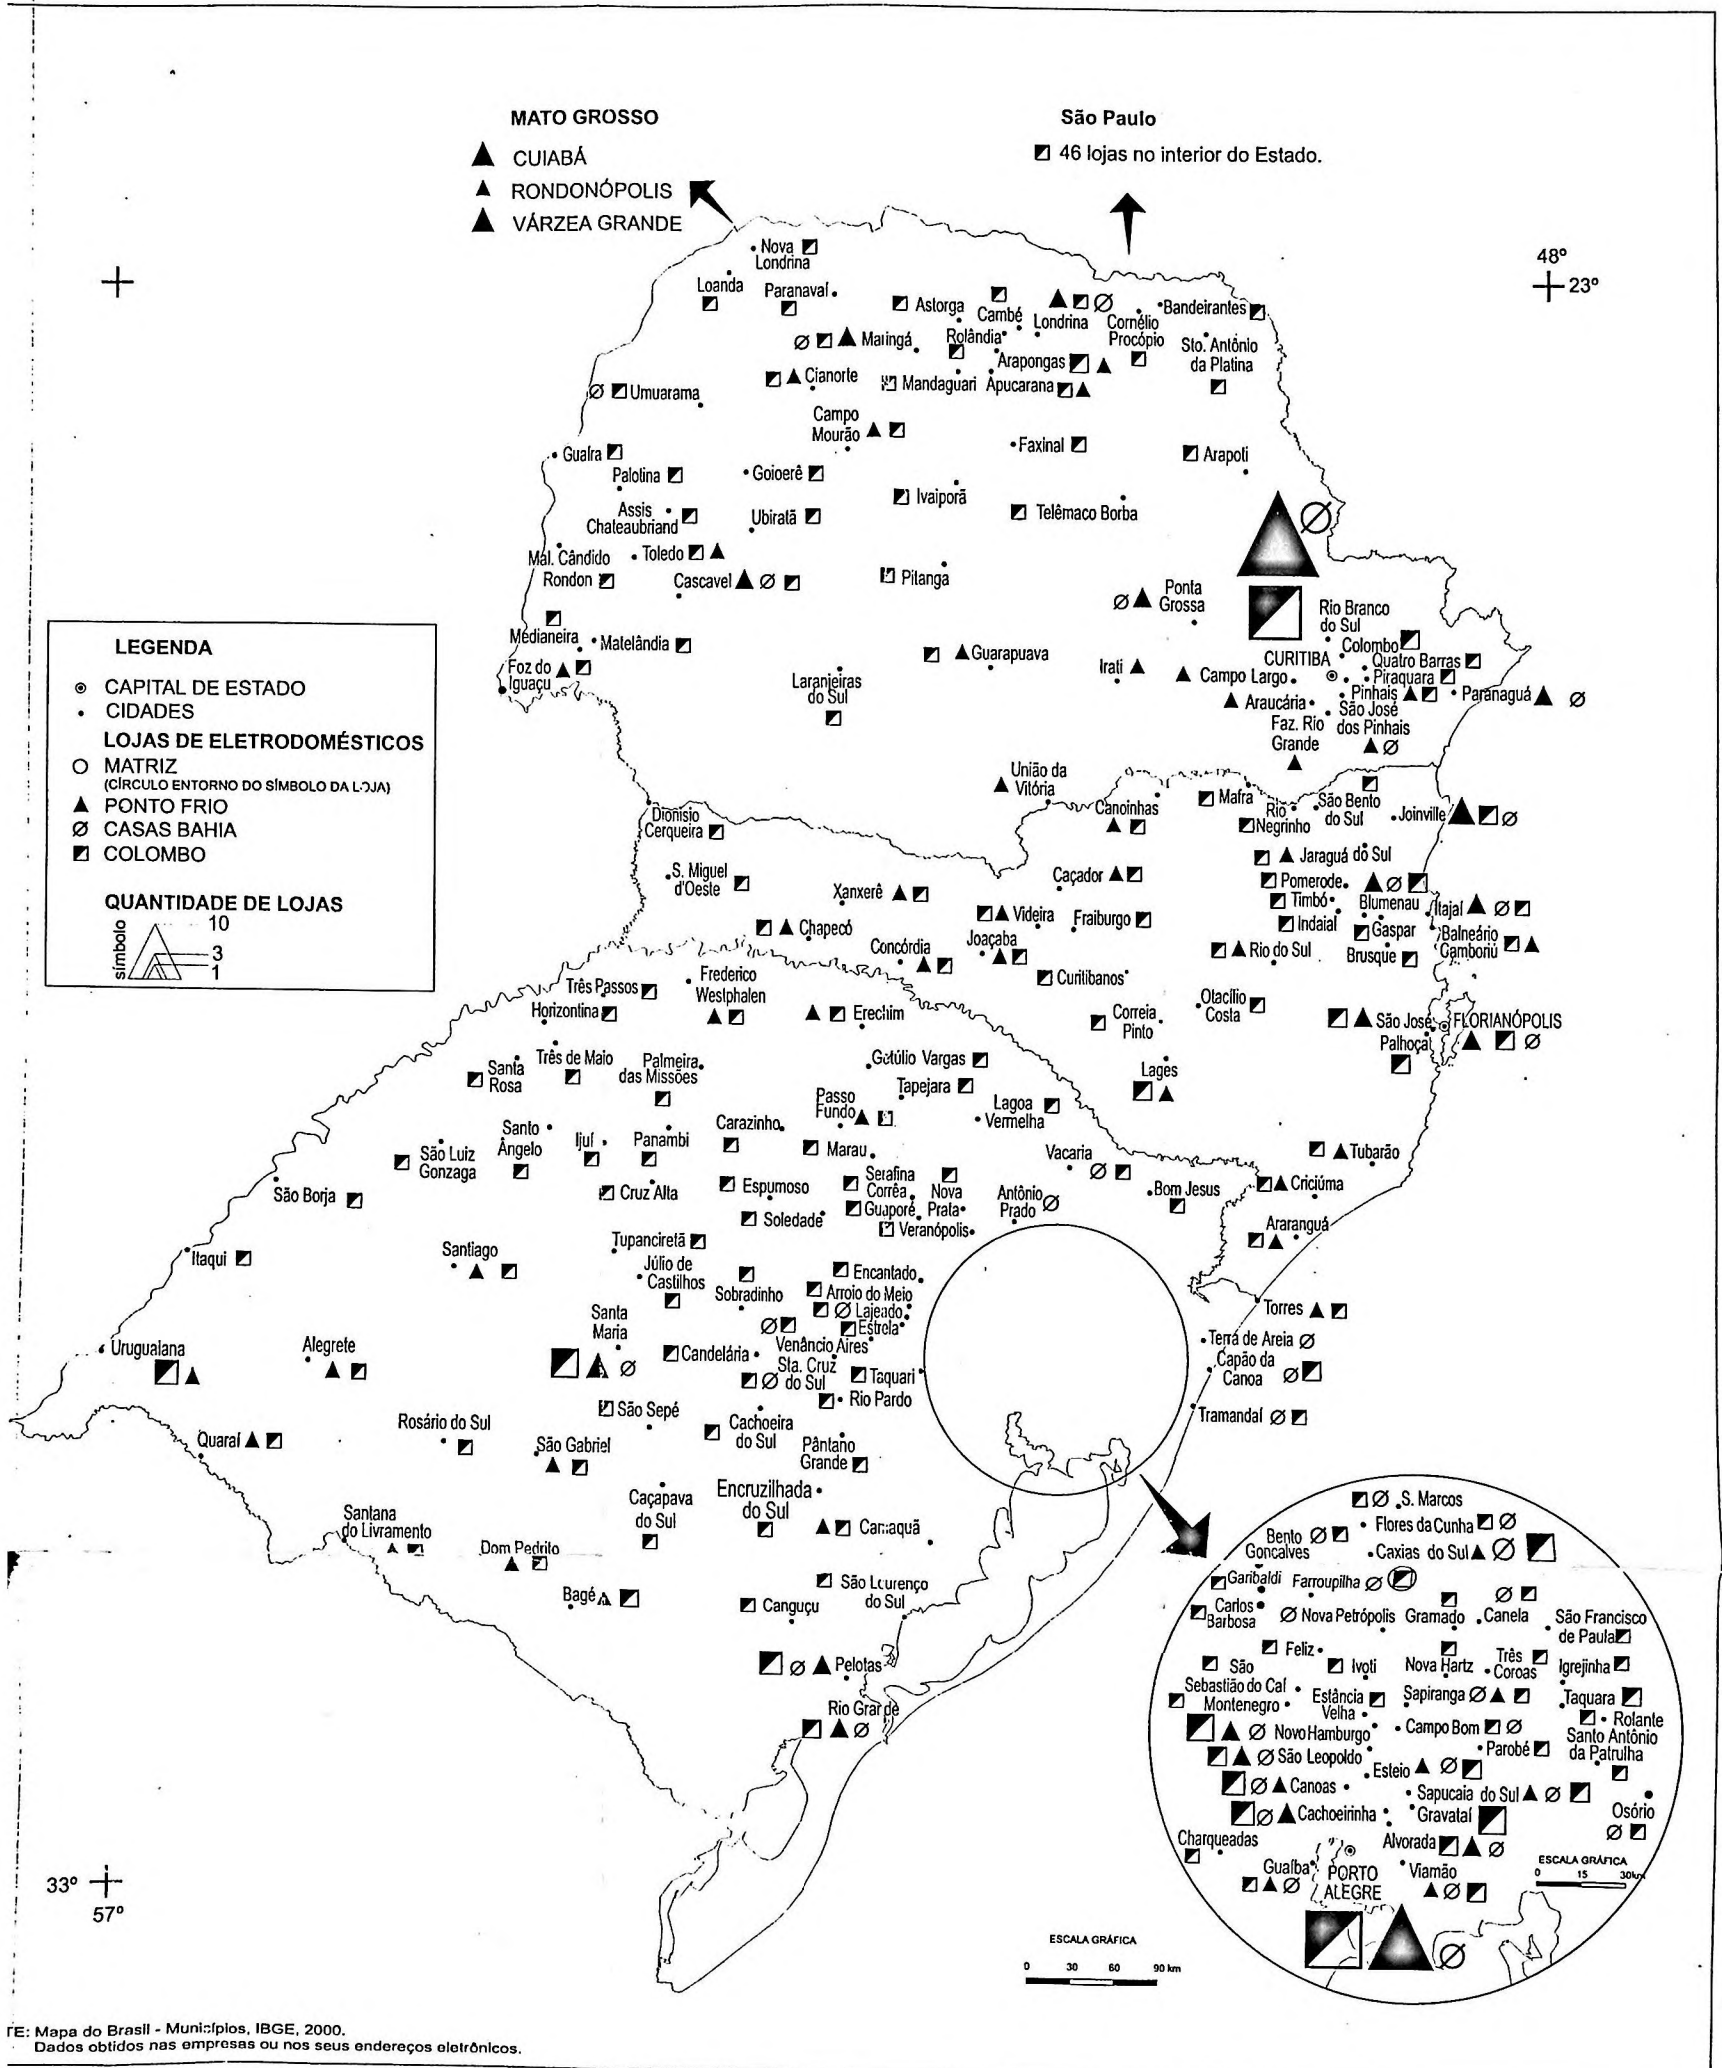 MATO GROSSO
CUIABÁ
RONDONÓPOLIS
VÁRZEA GRANDE
São Paulo
46 lojas no interior do Estado.
48º
23º
Nova
Londrina
Loanda
Paranavaí
Astorga
Cambé
Londrina
Cornélio
Procópio
Bandeirantes
Maringá
Rolândia
Arapongas
Sto. Antônio
da Platina
Cianorte
Mandaguari
Apucarana
Umuarama
Campo
Mourão
Faxinal
Arapoti
Guaíra
Palotina
Goioerê
Ivaiporã
Assis
Chateaubriand
Ubiratã
Telêmaco Borba
Mal. Cândido
Rondon
Toledo
Cascavel
Pitanga
Ponta
Grossa
Rio Branco
do Sul
Colombo
CURITIBA
Quatro Barras
Piraquara
Medianeira
Matelândia
Foz do
Iguaçu
Guarapuava
Irati
Campo Largo
Pinhais
Paranaguá
Laranjeiras
do Sul
Araucária
São José
dos Pinhais
Faz. Rio
Grande
LEGENDA
CAPITAL DE ESTADO
CIDADES
LOJAS DE ELETRODOMÉSTICOS
MATRIZ
(CÍRCULO ENTORNO DO SÍMBOLO DA LOJA)
PONTO FRIO
CASAS BAHIA
COLOMBO
QUANTIDADE DE LOJAS
símbolo
10
3
1
União da
Vitória
Canoinhas
Mafra
Rio
Negrinho
São Bento
do Sul
Joinville
Dionísio
Cerqueira
Jaraguá do Sul
S. Miguel
d'Oeste
Xanxerê
Caçador
Pomerode
Timbó
Blumenau
Itajaí
Chapecó
Videira
Fraiburgo
Indaial
Gaspar
Balneário
Camboriú
Concórdia
Joaçaba
Rio do Sul
Brusque
Curitibanos
Três Passos
Frederico
Westphalen
Horizontina
Erechim
Correia
Pinto
Otacílio
Costa
São José
FLORIANÓPOLIS
Palhoça
Santa
Rosa
Três de Maio
Palmeira
das Missões
Getúlio Vargas
Tapejara
Lages
Passo
Fundo
Lagoa
Vermelha
Santo
Ângelo
Ijuí
Panambi
Carazinho
Marau
São Luiz
Gonzaga
Vacaria
Tubarão
São Borja
Cruz Alta
Espumoso
Serafina
Corrêa
Nova
Prata
Antônio
Prado
Bom Jesus
Criciúma
Soledade
Guaporé
Veranópolis
Araranguá
Itaqui
Santiago
Tupanciretã
Júlio de
Castilhos
Sobradinho
Encantado
Arroio do Meio
Lajeado
Estrela
Torres
Santa
Maria
Terra de Areia
Uruguaiana
Alegrete
Candelária
Venâncio Aires
Sta. Cruz
do Sul
Taquari
Capão da
Canoa
Rio Pardo
São Sepé
Tramandaí
Rosário do Sul
Cachoeira
do Sul
Quaraí
São Gabriel
Pântano
Grande
Caçapava
do Sul
Encruzilhada
do Sul
Santana
do Livramento
Dom Pedrito
Camaquã
Bagé
Canguçu
São Lourenço
do Sul
Pelotas
Rio Grande
S. Marcos
Flores da Cunha
Bento
Gonçalves
Caxias do Sul
Garibaldi
Farroupilha
Carlos
Barbosa
Nova Petrópolis
Gramado
Canela
São Francisco
de Paula
Feliz
São
Sebastião do Caí
Ivoti
Nova Hartz
Três
Coroas
Igrejinha
Montenegro
Estância
Velha
Sapiranga
Taquara
Rolante
Novo Hamburgo
Campo Bom
Santo Antônio
da Patrulha
São Leopoldo
Parobé
Esteio
Canoas
Sapucaia do Sul
Cachoeirinha
Gravataí
Osório
Charqueadas
Alvorada
Guaíba
PORTO
ALEGRE
Viamão
ESCALA GRÁFICA
0 15 30km
33º
57º
ESCALA GRÁFICA
0 30 60 90 km
TE: Mapa do Brasil - Municípios, IBGE, 2000.
Dados obtidos nas empresas ou nos seus endereços eletrônicos.